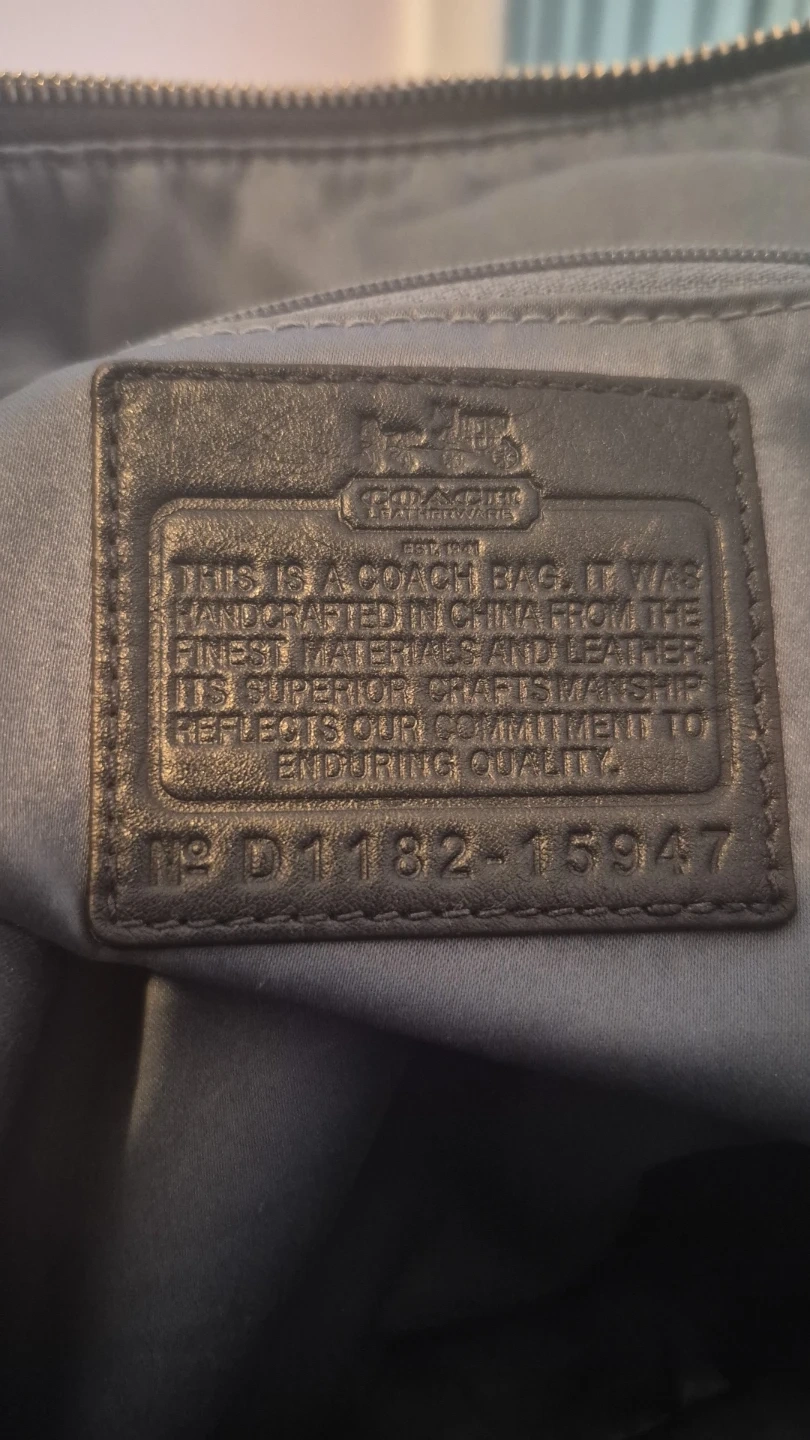 COACH
LEATHERWARE
EST. 1941
THIS IS A COACH BAG. IT WAS
HANDCRAFTED IN CHINA FROM THE
FINEST MATERIALS AND LEATHER.
ITS SUPERIOR CRAFTSMANSHIP
REFLECTS OUR COMMITMENT TO
ENDURING QUALITY.
Nº D1182-15947